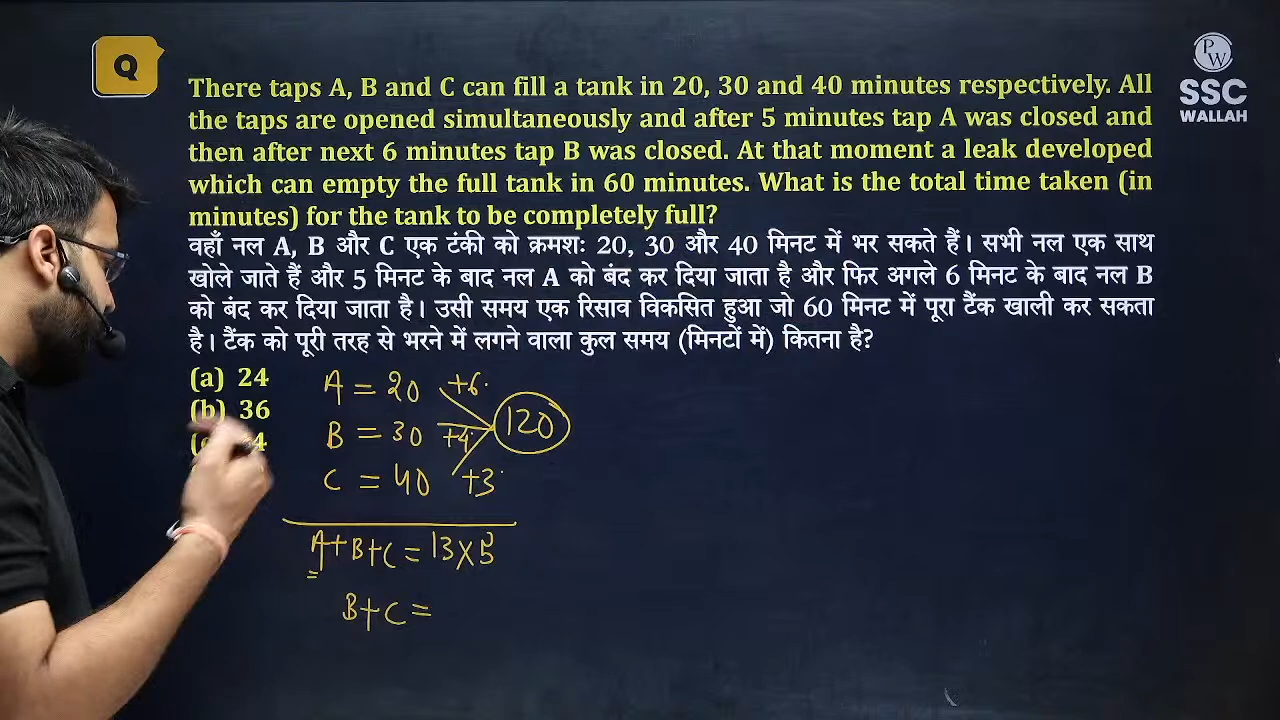 Q
PW
SSC
WALLAH
There taps A, B and C can fill a tank in 20, 30 and 40 minutes respectively. All
the taps are opened simultaneously and after 5 minutes tap A was closed and
then after next 6 minutes tap B was closed. At that moment a leak developed
which can empty the full tank in 60 minutes. What is the total time taken (in
minutes) for the tank to be completely full?
वहाँ नल A, B और C एक टंकी को क्रमशः 20, 30 और 40 मिनट में भर सकते हैं। सभी नल एक साथ
खोले जाते हैं और 5 मिनट के बाद नल A को बंद कर दिया जाता है और फिर अगले 6 मिनट के बाद नल B
को बंद कर दिया जाता है। उसी समय एक रिसाव विकसित हुआ जो 60 मिनट में पूरा टैंक खाली कर सकता
है। टैंक को पूरी तरह से भरने में लगने वाला कुल समय (मिनटों में) कितना है?
(a) 24
(b) 36
A = 20 +6
B = 30 +4 120
C = 40 +3
A+B+C = 13×5
B+C =